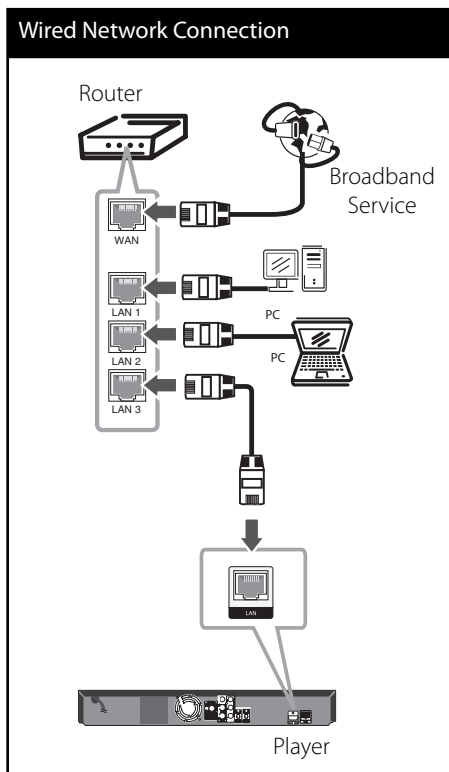 Wired Network Connection
Router
Broadband
Service
WAN
LAN 1
PC
LAN 2
PC
LAN 3
LAN
Player